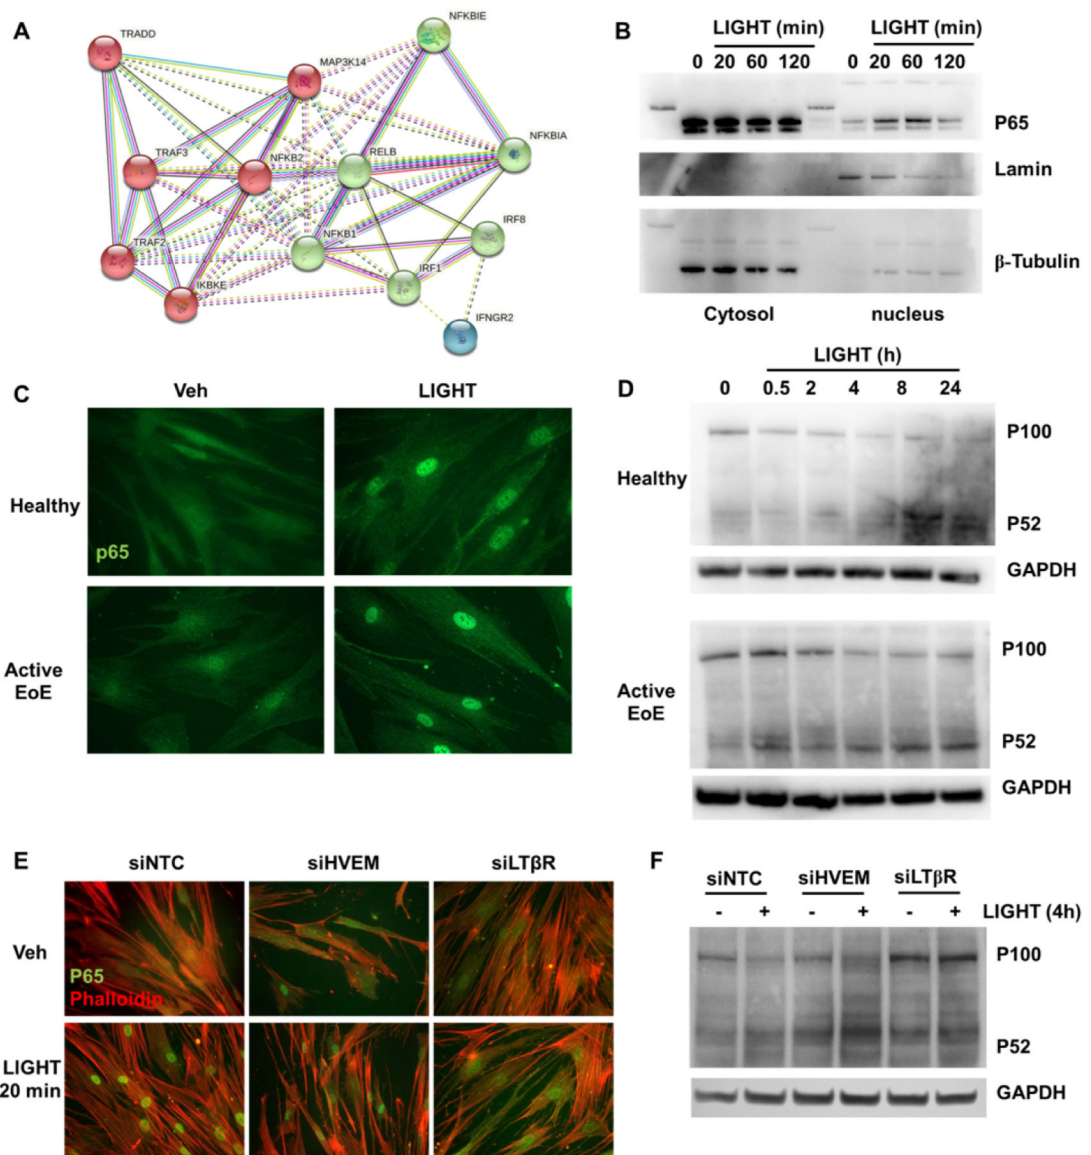 A
TRADD
NFKBIE
MAP3K14
NFKBIA
TRAF3
NFKB2
RELB
IRF8
TRAF2
NFKB1
IRF1
IKBKE
IFNGR2
B
LIGHT (min) LIGHT (min)
0 20 60 120 0 20 60 120
P65
Lamin
β-Tubulin
Cytosol nucleus
C
Veh LIGHT
Healthy
p65
Active
EoE
D
LIGHT (h)
0 0.5 2 4 8 24
P100
Healthy
P52
GAPDH
P100
Active
EoE
P52
GAPDH
E
siNTC siHVEM siLTβR
Veh
P65
Phalloidin
LIGHT
20 min
F
siNTC siHVEM siLTβR
- + - + - + LIGHT (4h)
P100
P52
GAPDH